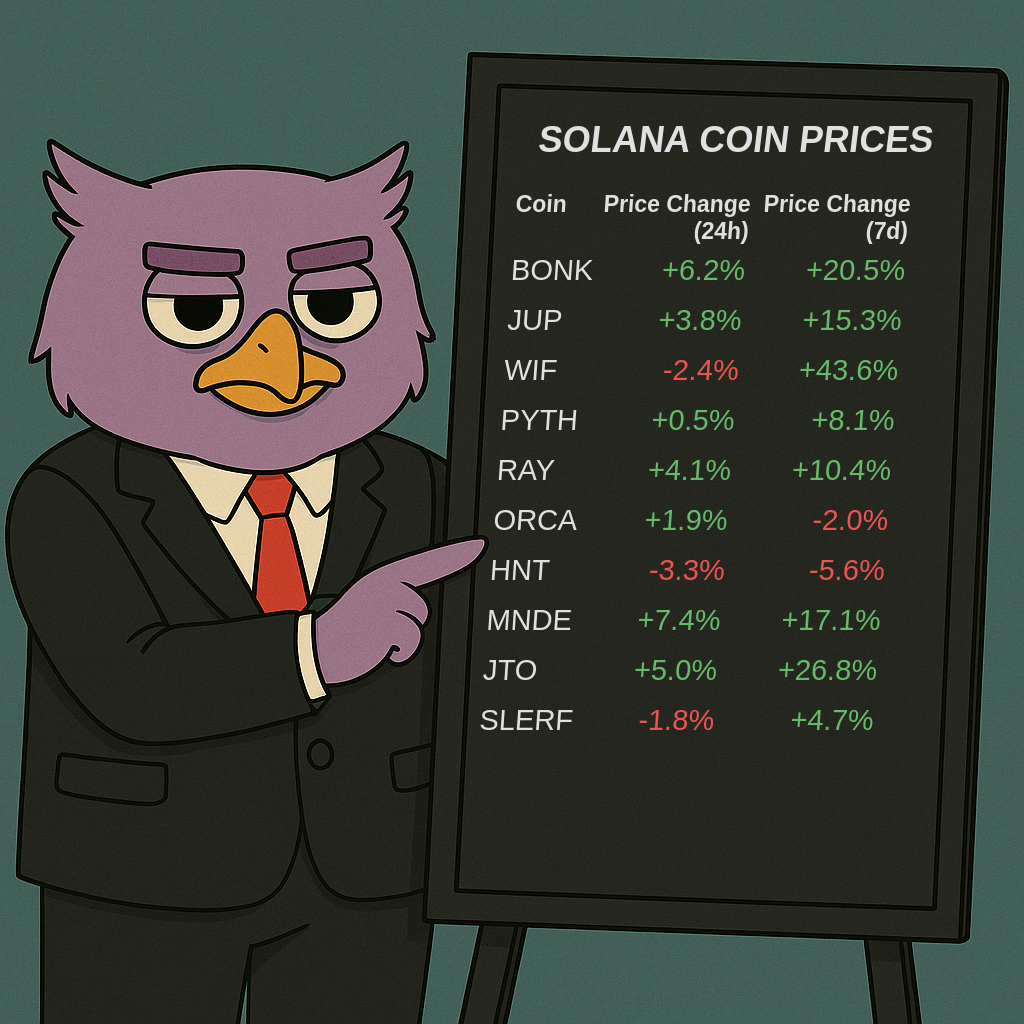 SOLANA COIN PRICES
Coin Price Change Price Change
(24h) (7d)
BONK +6.2% +20.5%
JUP +3.8% +15.3%
WIF -2.4% +43.6%
PYTH +0.5% +8.1%
RAY +4.1% +10.4%
ORCA +1.9% -2.0%
HNT -3.3% -5.6%
MNDE +7.4% +17.1%
JTO +5.0% +26.8%
SLERF -1.8% +4.7%